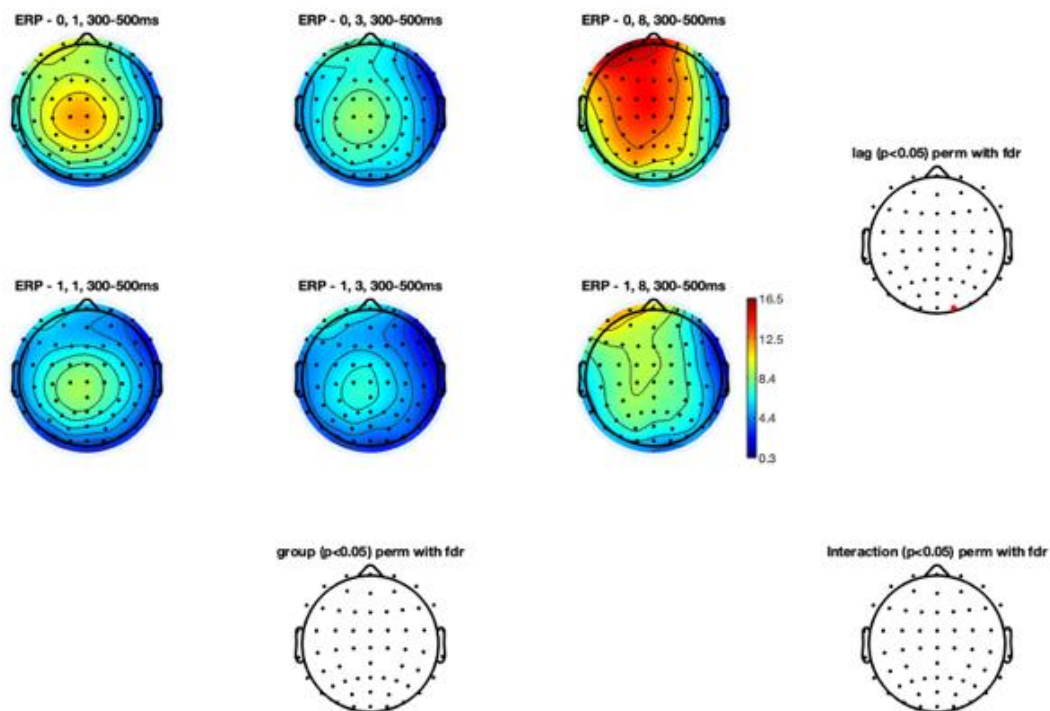 ERP - 0, 1, 300-500ms
ERP - 0, 3, 300-500ms
ERP - 0, 8, 300-500ms
lag (p<0.05) perm with fdr
ERP - 1, 1, 300-500ms
ERP - 1, 3, 300-500ms
ERP - 1, 8, 300-500ms
16.5
12.5
8.4
4.4
0.3
group (p<0.05) perm with fdr
Interaction (p<0.05) perm with fdr